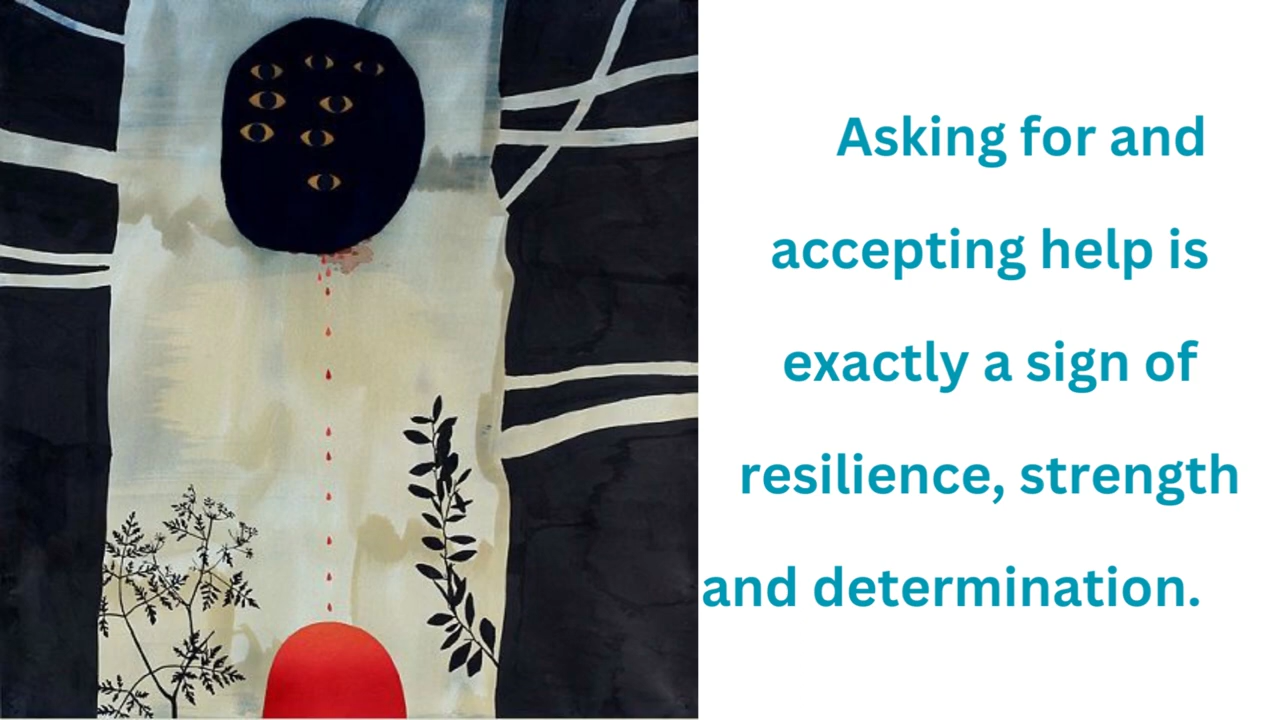 Asking for and
accepting help is
exactly a sign of
resilience, strength
and determination.